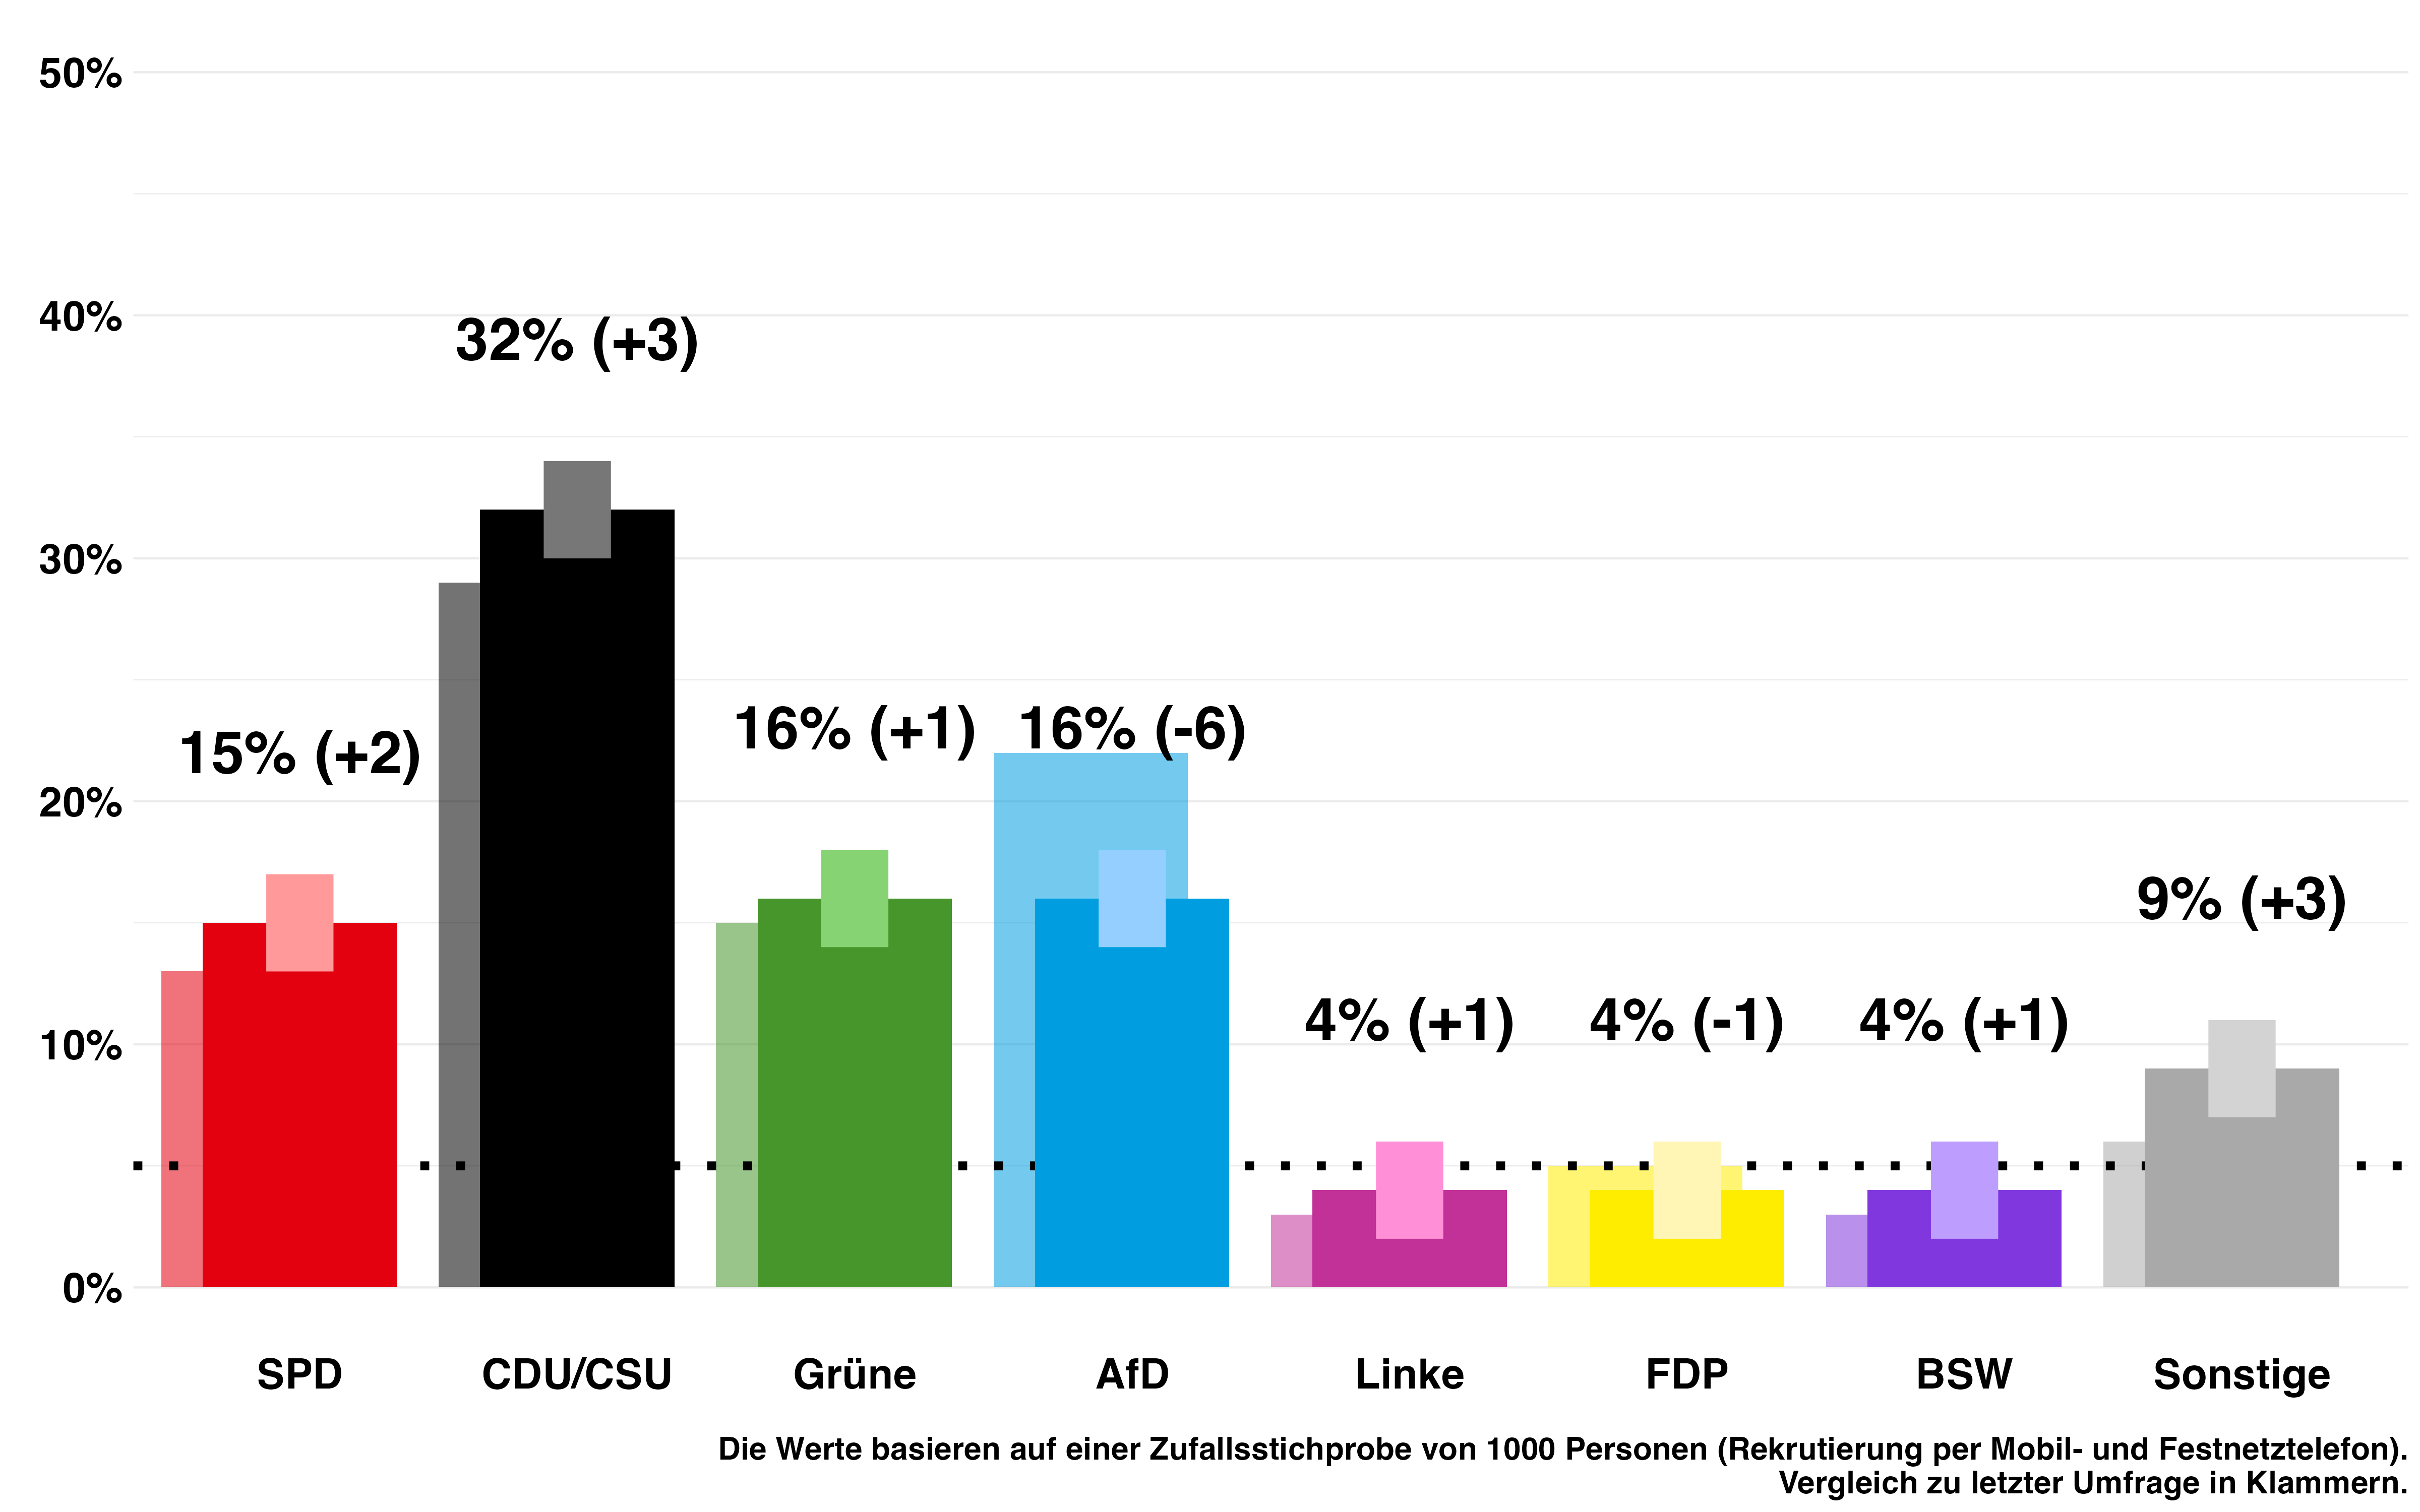 50%
40%
32% (+3)
30%
16% (+1)
16% (-6)
15% (+2)
20%
9% (+3)
4% (+1)
4% (-1)
4% (+1)
10%
0%
SPD
CDU/CSU
Grüne
AfD
Linke
FDP
BSW
Sonstige
Die Werte basieren auf einer Zufallsstichprobe von 1000 Personen (Rekrutierung per Mobil- und Festnetztelefon).
Vergleich zu letzter Umfrage in Klammern.